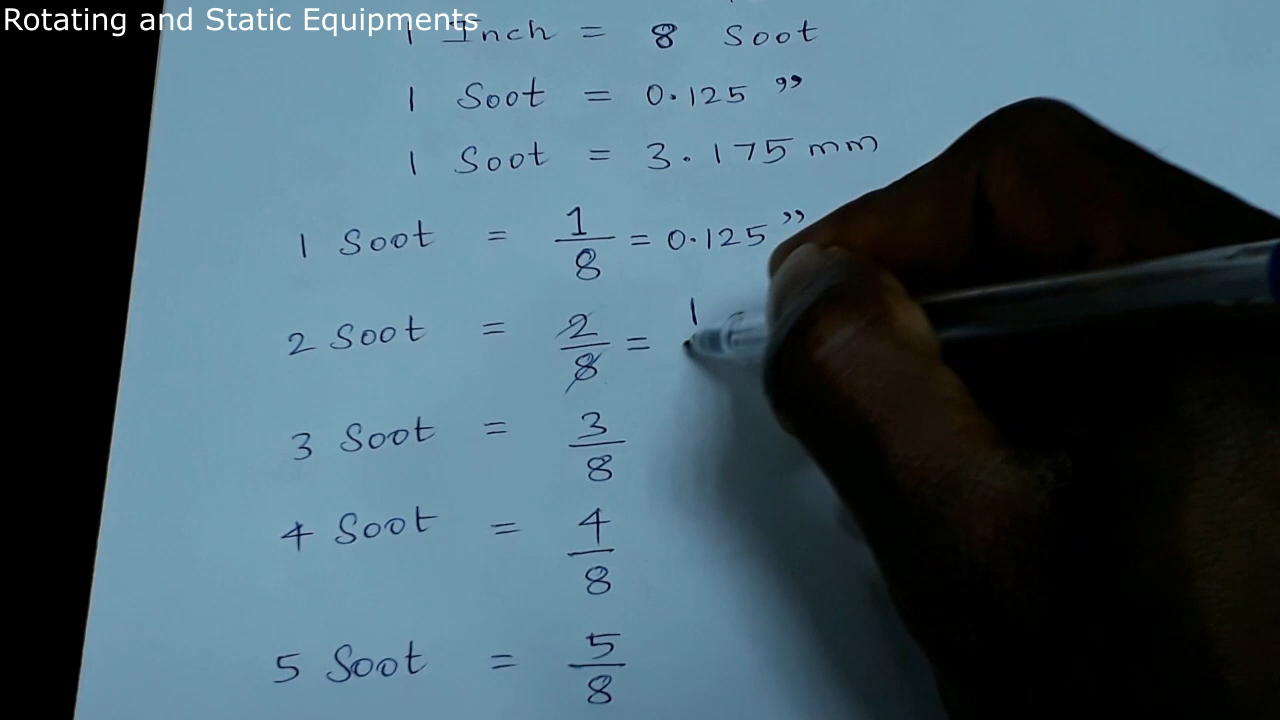 Rotating and Static Equipments
1 Inch = 8 Soot
1 Soot = 0.125 ”
1 Soot = 3.175 mm
1 Soot = 1/8 = 0.125 ”
2 Soot = 2/8 = 1
3 Soot = 3/8
4 Soot = 4/8
5 Soot = 5/8